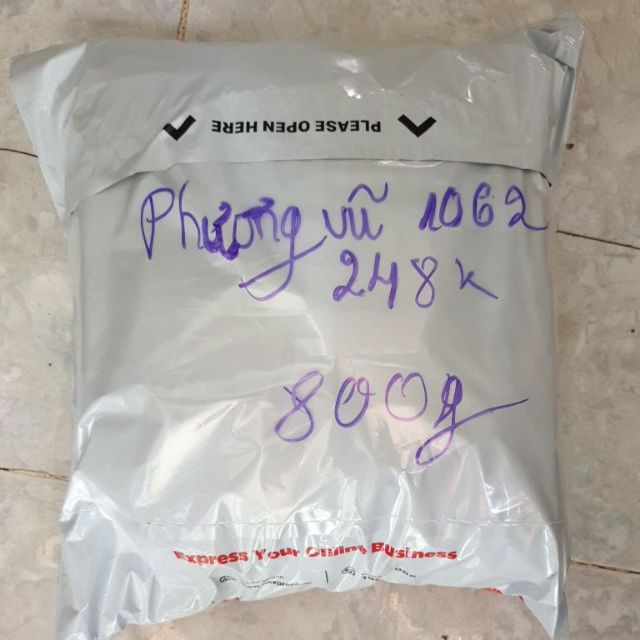 PLEASE OPEN HERE
Phương vũ 1062
248k
800g
Express Your Online Business